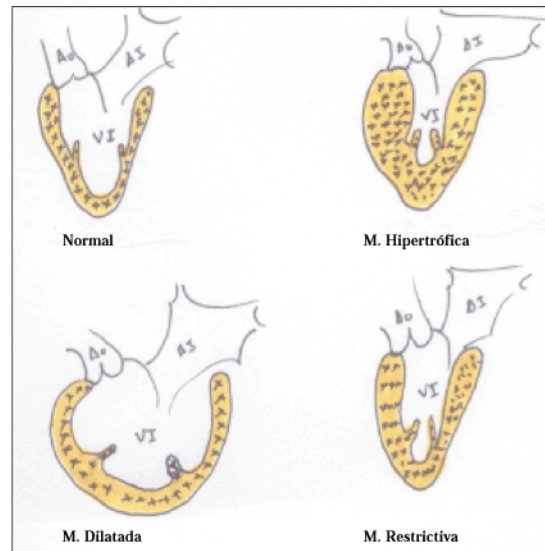 Ao
AI
VI
Normal
Ao
AI
VI
M. Hipertrófica
Ao
AI
VI
M. Dilatada
Ao
AI
VI
M. Restrictiva